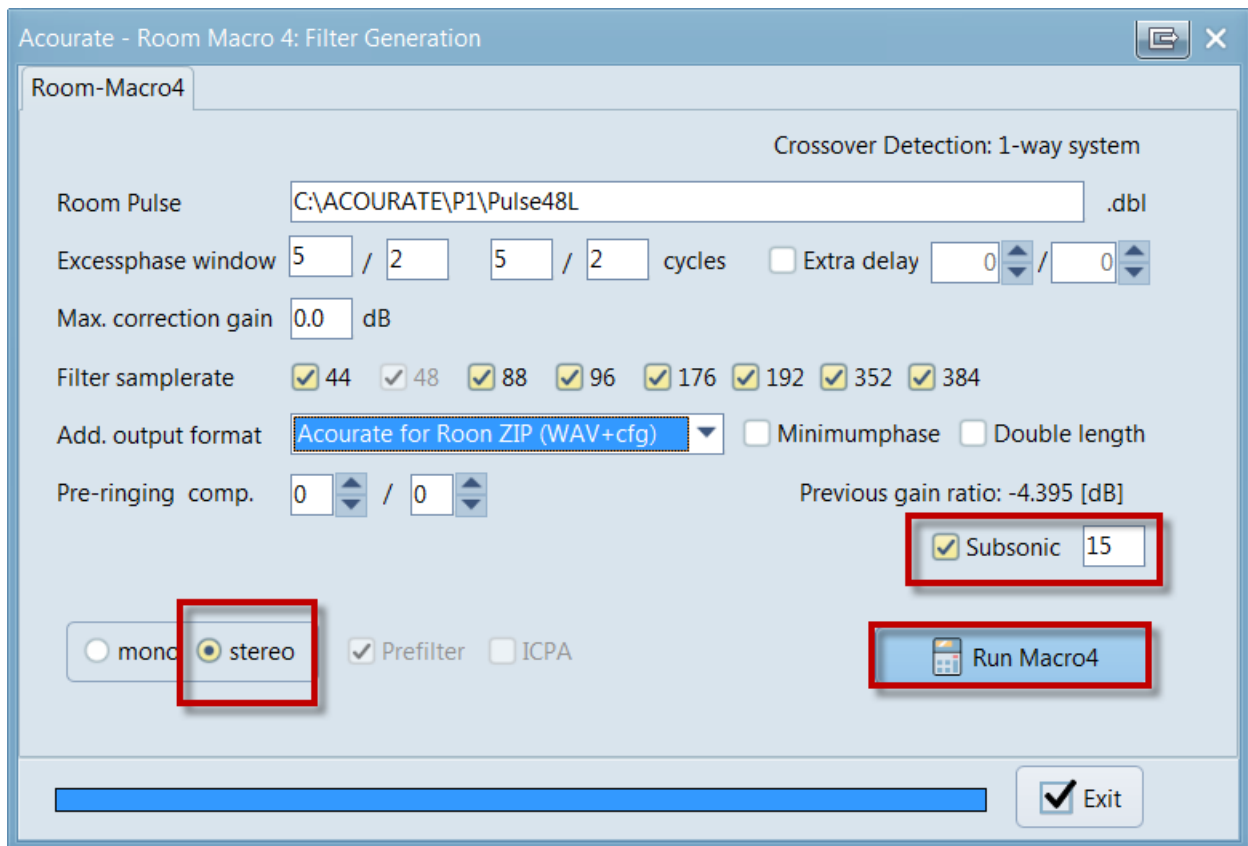 Acourate - Room Macro 4: Filter Generation
Room-Macro4
Crossover Detection: 1-way system
Room Pulse C:\ACOURATE\P1\Pulse48L .dbl
Excessphase window 5 / 2 5 / 2 cycles Extra delay 0 / 0
Max. correction gain 0.0 dB
Filter samplerate 44 48 88 96 176 192 352 384
Add. output format Acourate for Roon ZIP (WAV+cfg) Minimumphase Double length
Pre-ringing comp. 0 / 0 Previous gain ratio: -4.395 [dB]
Subsonic 15
mono stereo Prefilter ICPA Run Macro4
Exit